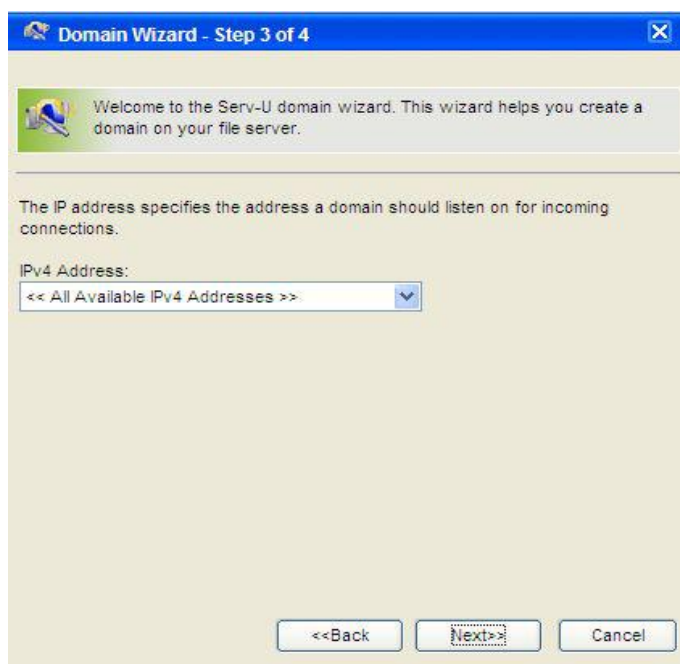 Domain Wizard - Step 3 of 4
Welcome to the Serv-U domain wizard. This wizard helps you create a
domain on your file server.
The IP address specifies the address a domain should listen on for incoming
connections.
IPv4 Address:
<< All Available IPv4 Addresses >>
<<Back Next>> Cancel